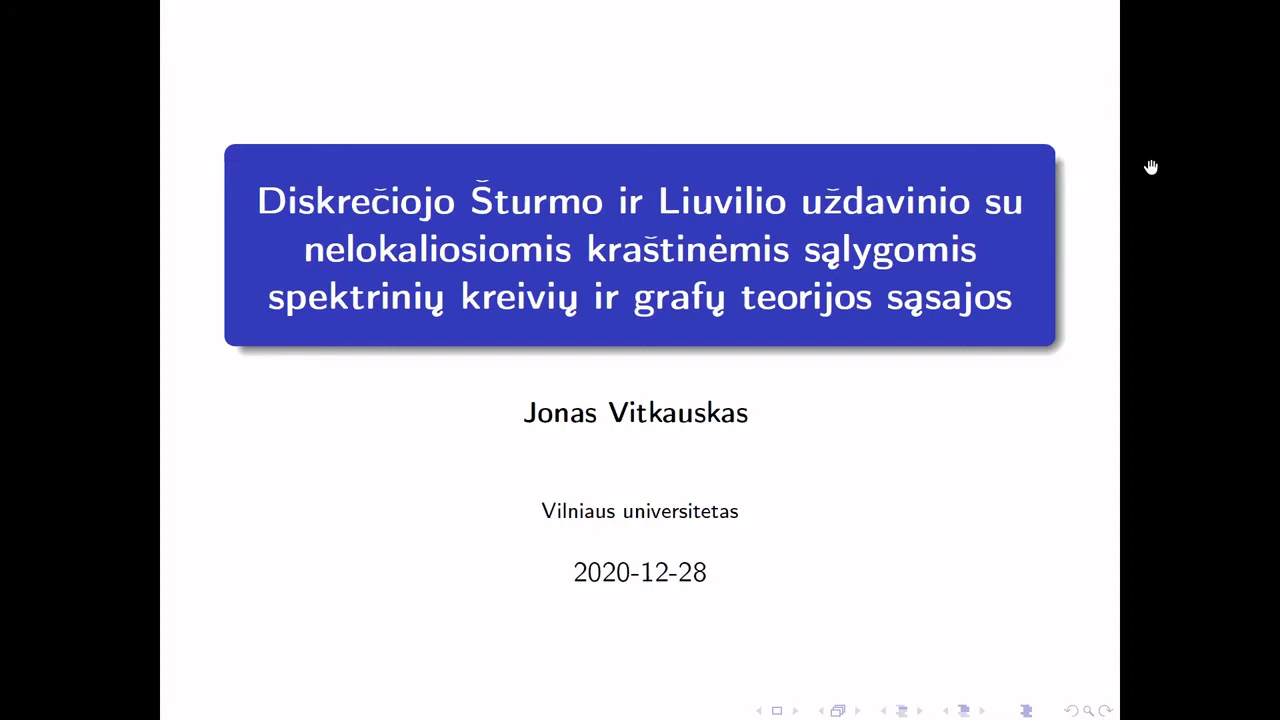 Diskrečiojo Šturmo ir Liuvilio uždavinio su
nelokaliosiomis kraštinėmis sąlygomis
spektrinių kreivių ir grafų teorijos sąsajos
Jonas Vitkauskas
Vilniaus universitetas
2020-12-28